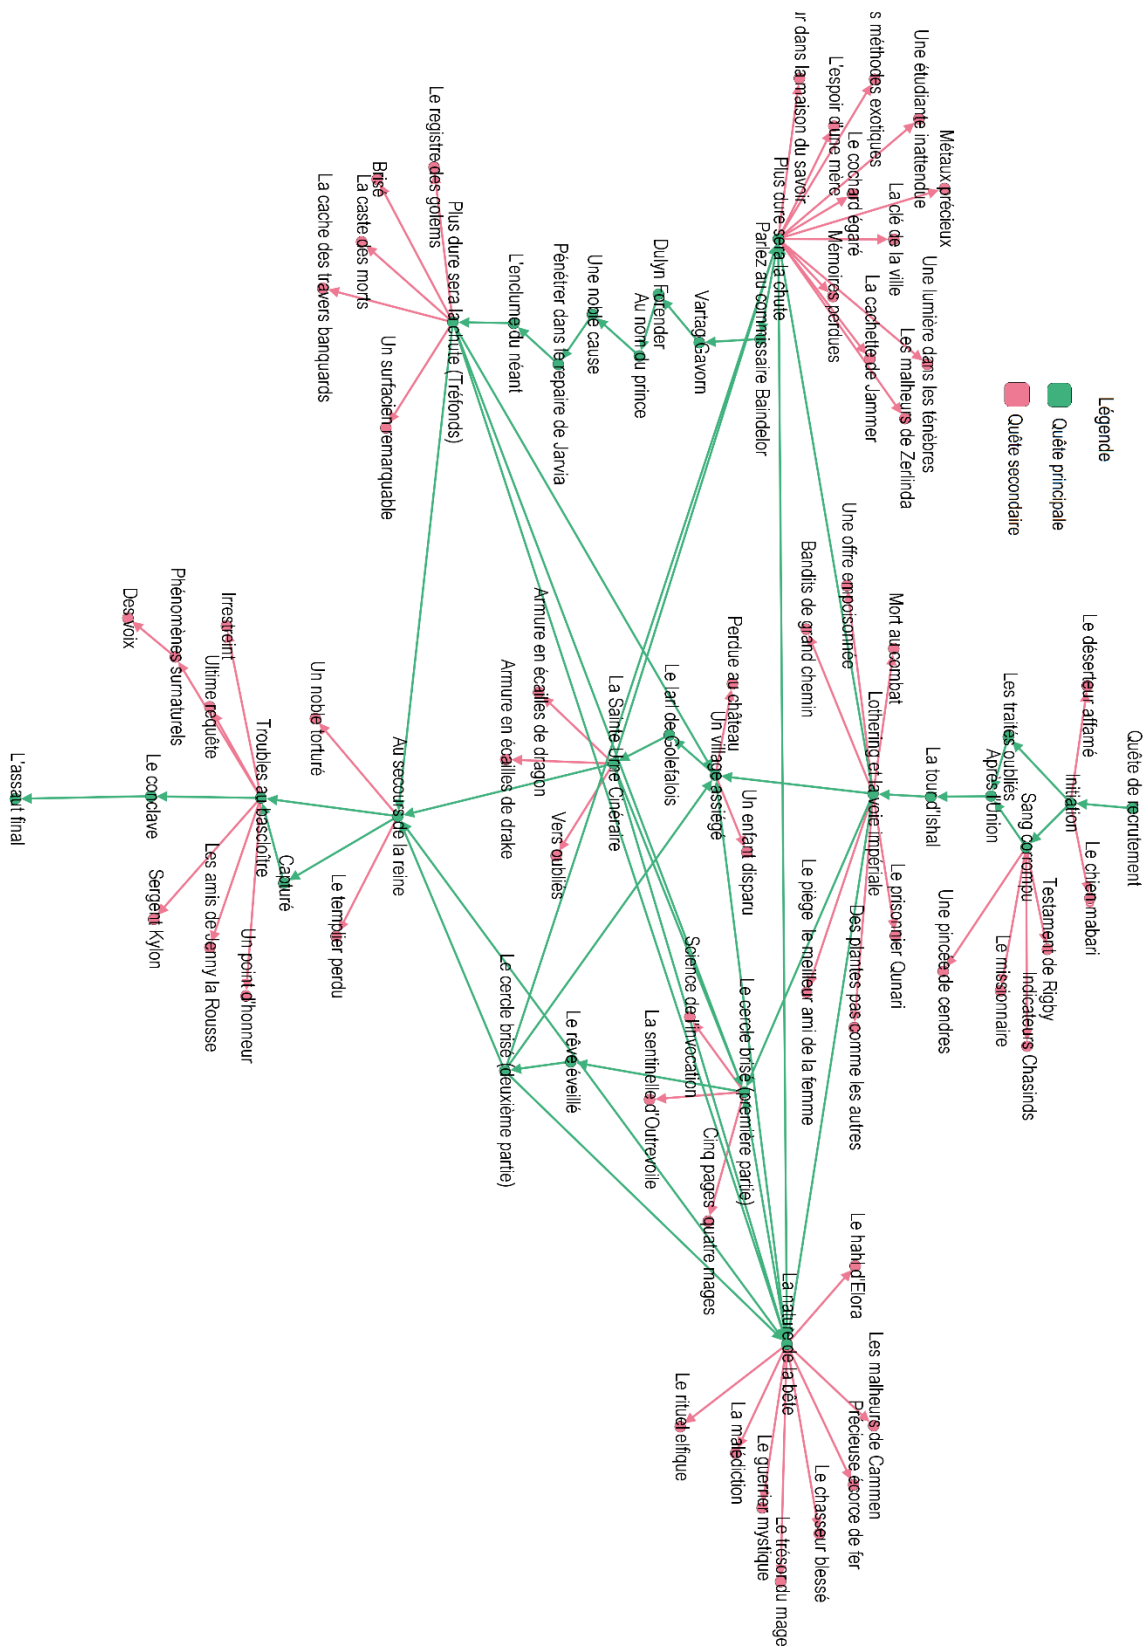 Légende
Quête principale
Quête secondaire
Quête de recrutement
Le déserteur affamé
Initiation
Le chien mabari
Les traités oubliés
Sang corrompu
Après l'Union
Testament de Rigby
Indicateurs Chasinds
Le missionnaire
Une pincée de cendres
La tour d'Ishal
Lothering et la voie impériale
Mort au combat
Une offre empoisonnée
Bandits de grand chemin
Le prisonnier Qunari
Des plantes pas comme les autres
Le piège le meilleur ami de la femme
Métaux précieux
Une étudiante inattendue
s méthodes exotiques
L'espoir d'une mère
r dans la maison du savoir
Le cochard égaré
La clé de la ville
Une lumière dans les ténèbres
Les malheurs de Zerlinda
La cachette de Jammer
Mémoires perdues
Plus dure sera la chute
Parlez au commissaire Baindelor
Vartag Gavorn
Dulyn Forender
Au nom du prince
Une noble cause
Pénétrer dans le repaire de Jarvia
L'enclume du néant
Plus dure sera la chute (Tréfonds)
Le registre des golems
Brisé
La caste des morts
La cache des travers banquards
Un surfacien remarquable
Perdue au château
Un village assiégé
Un enfant disparu
Le Iarl de Golefalois
La Sainte Urne Cinéraire
Armure en écailles de dragon
Armure en écailles de drake
Vers oubliés
Le cercle brisé (première partie)
Science de l'invocation
La sentinelle d'Outrevoile
Cinq pages quatre mages
Le rêve éveillé
Le cercle brisé (deuxième partie)
La nature de la bête
Le hahl d'Elora
Les malheurs de Cammen
Précieuse écorce de fer
Le chasseur blessé
Le trésor du mage
Le guerrier mystique
La malédiction
Le rituel elfique
Au secours de la reine
Un noble torturé
Le templier perdu
Capturé
Troubles au bascloître
Irrestreint
Ultime requête
Phénomènes surnaturels
Des voix
Un point d'honneur
Les amis de Jenny la Rousse
Sergent Kylon
Le conclave
L'assaut final